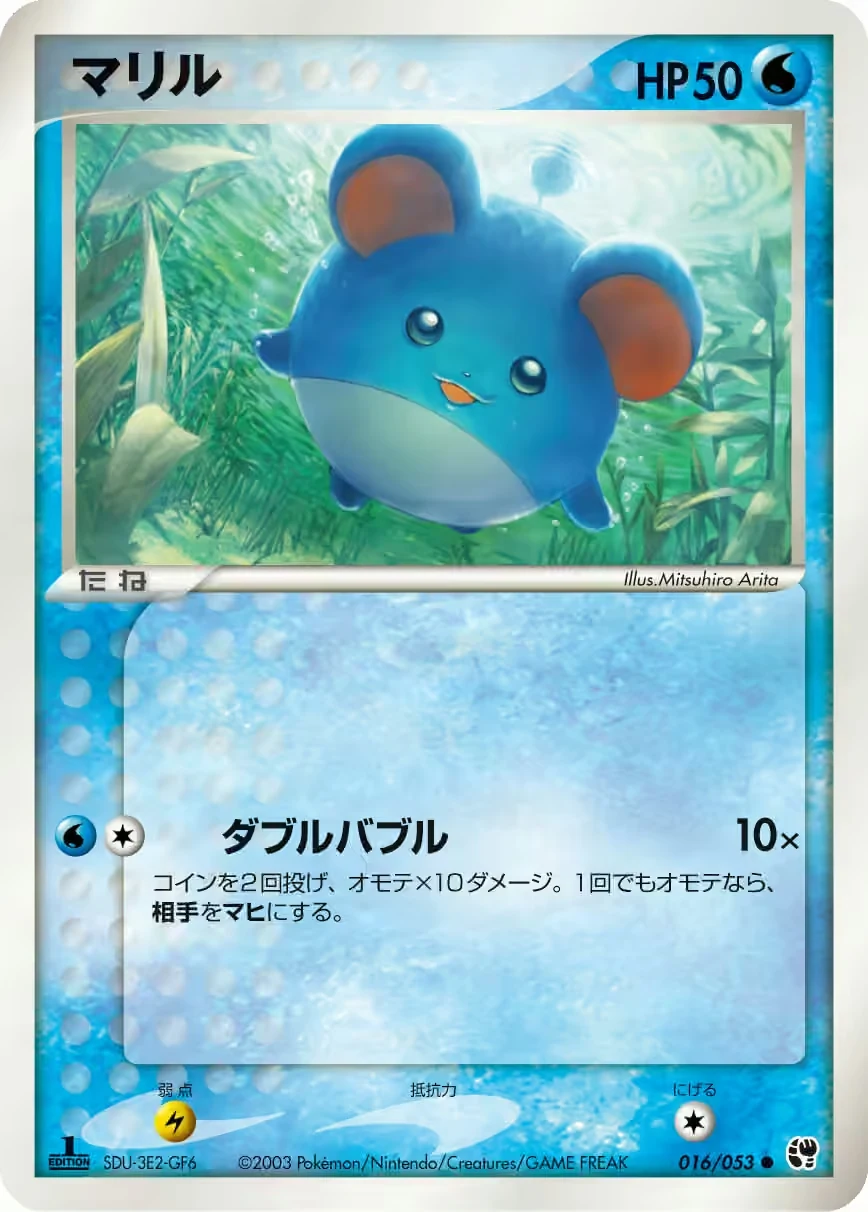 マリル
HP50
たね
Illus.Mitsuhiro Arita
ダブルバブル
10×
コインを2回投げ、オモテ×10ダメージ。1回でもオモテなら、
相手をマヒにする。
弱点
抵抗力
にげる
1
EDITION
SDU-3E2-GF6
©2003 Pokémon/Nintendo/Creatures/GAME FREAK
016/053